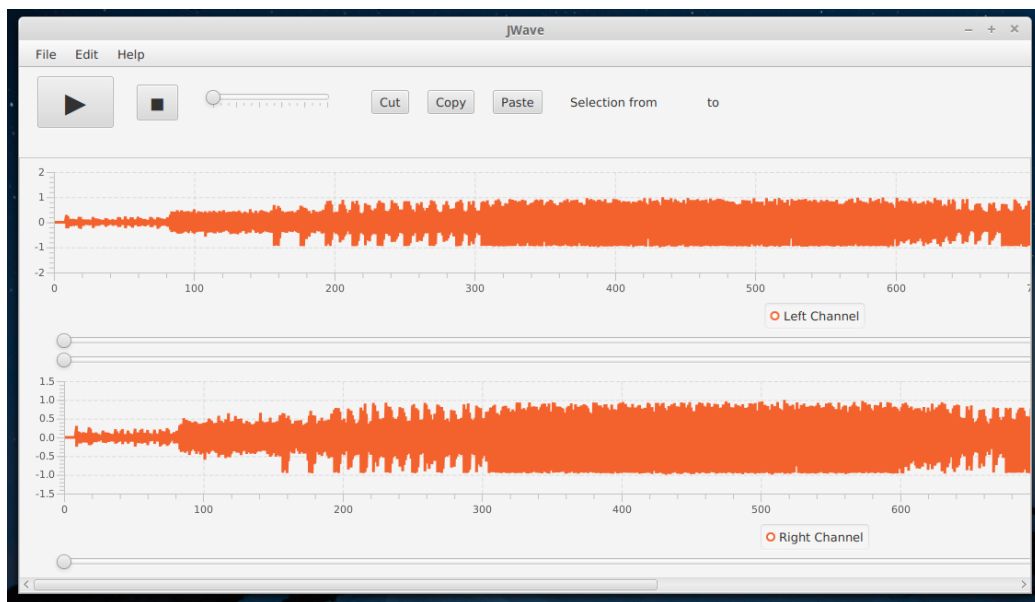 JWave
File Edit Help
Cut Copy Paste Selection from to
2
1
0
-1
-2
0 100 200 300 400 500 600
Left Channel
1.5
1.0
0.5
0.0
-0.5
-1.0
-1.5
0 100 200 300 400 500 600
Right Channel